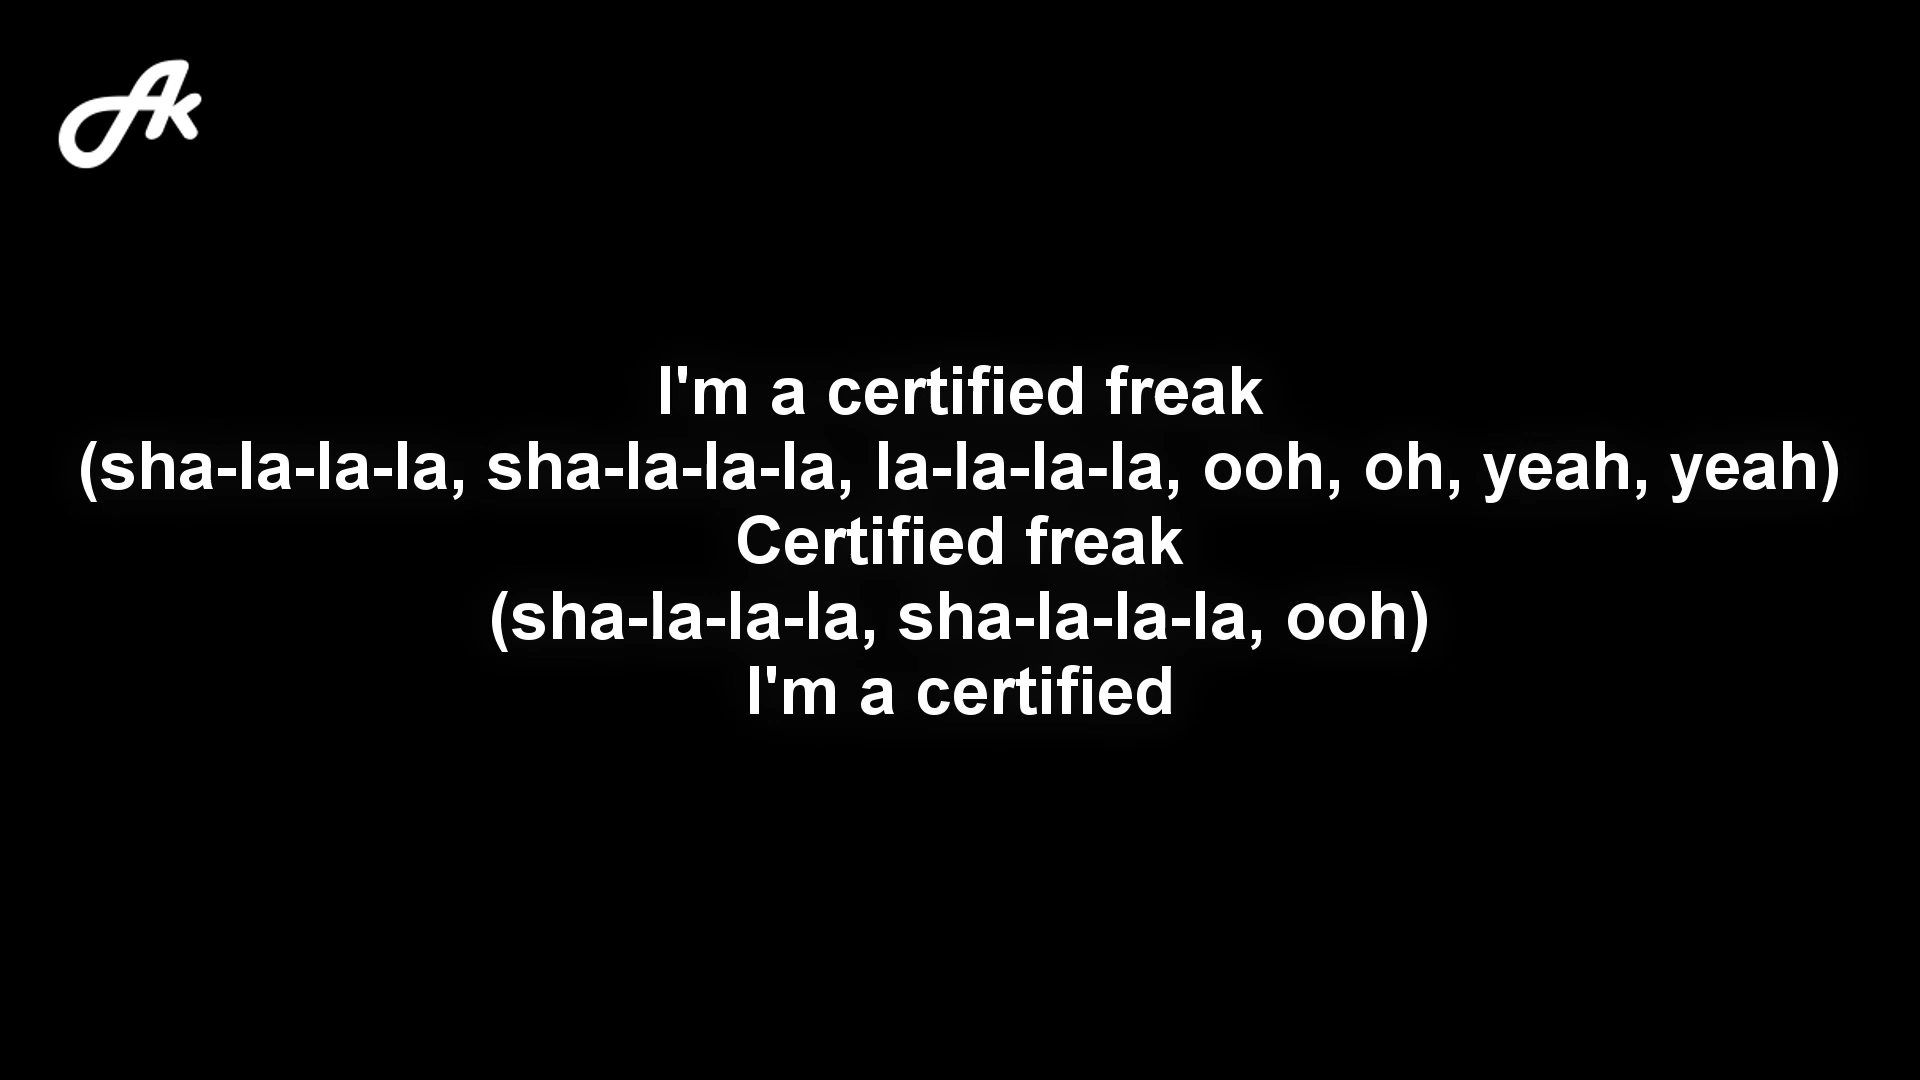 Ak
I'm a certified freak
(sha-la-la-la, sha-la-la-la, la-la-la-la, ooh, oh, yeah, yeah)
Certified freak
(sha-la-la-la, sha-la-la-la, ooh)
I'm a certified